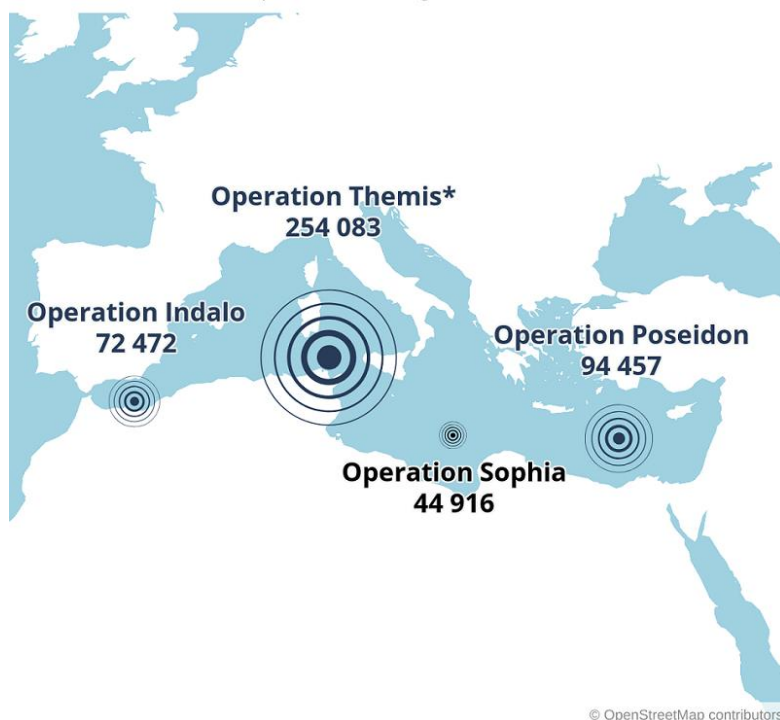 Operation Themis*
254 083
Operation Indalo
72 472
Operation Poseidon
94 457
Operation Sophia
44 916
© OpenStreetMap contributors